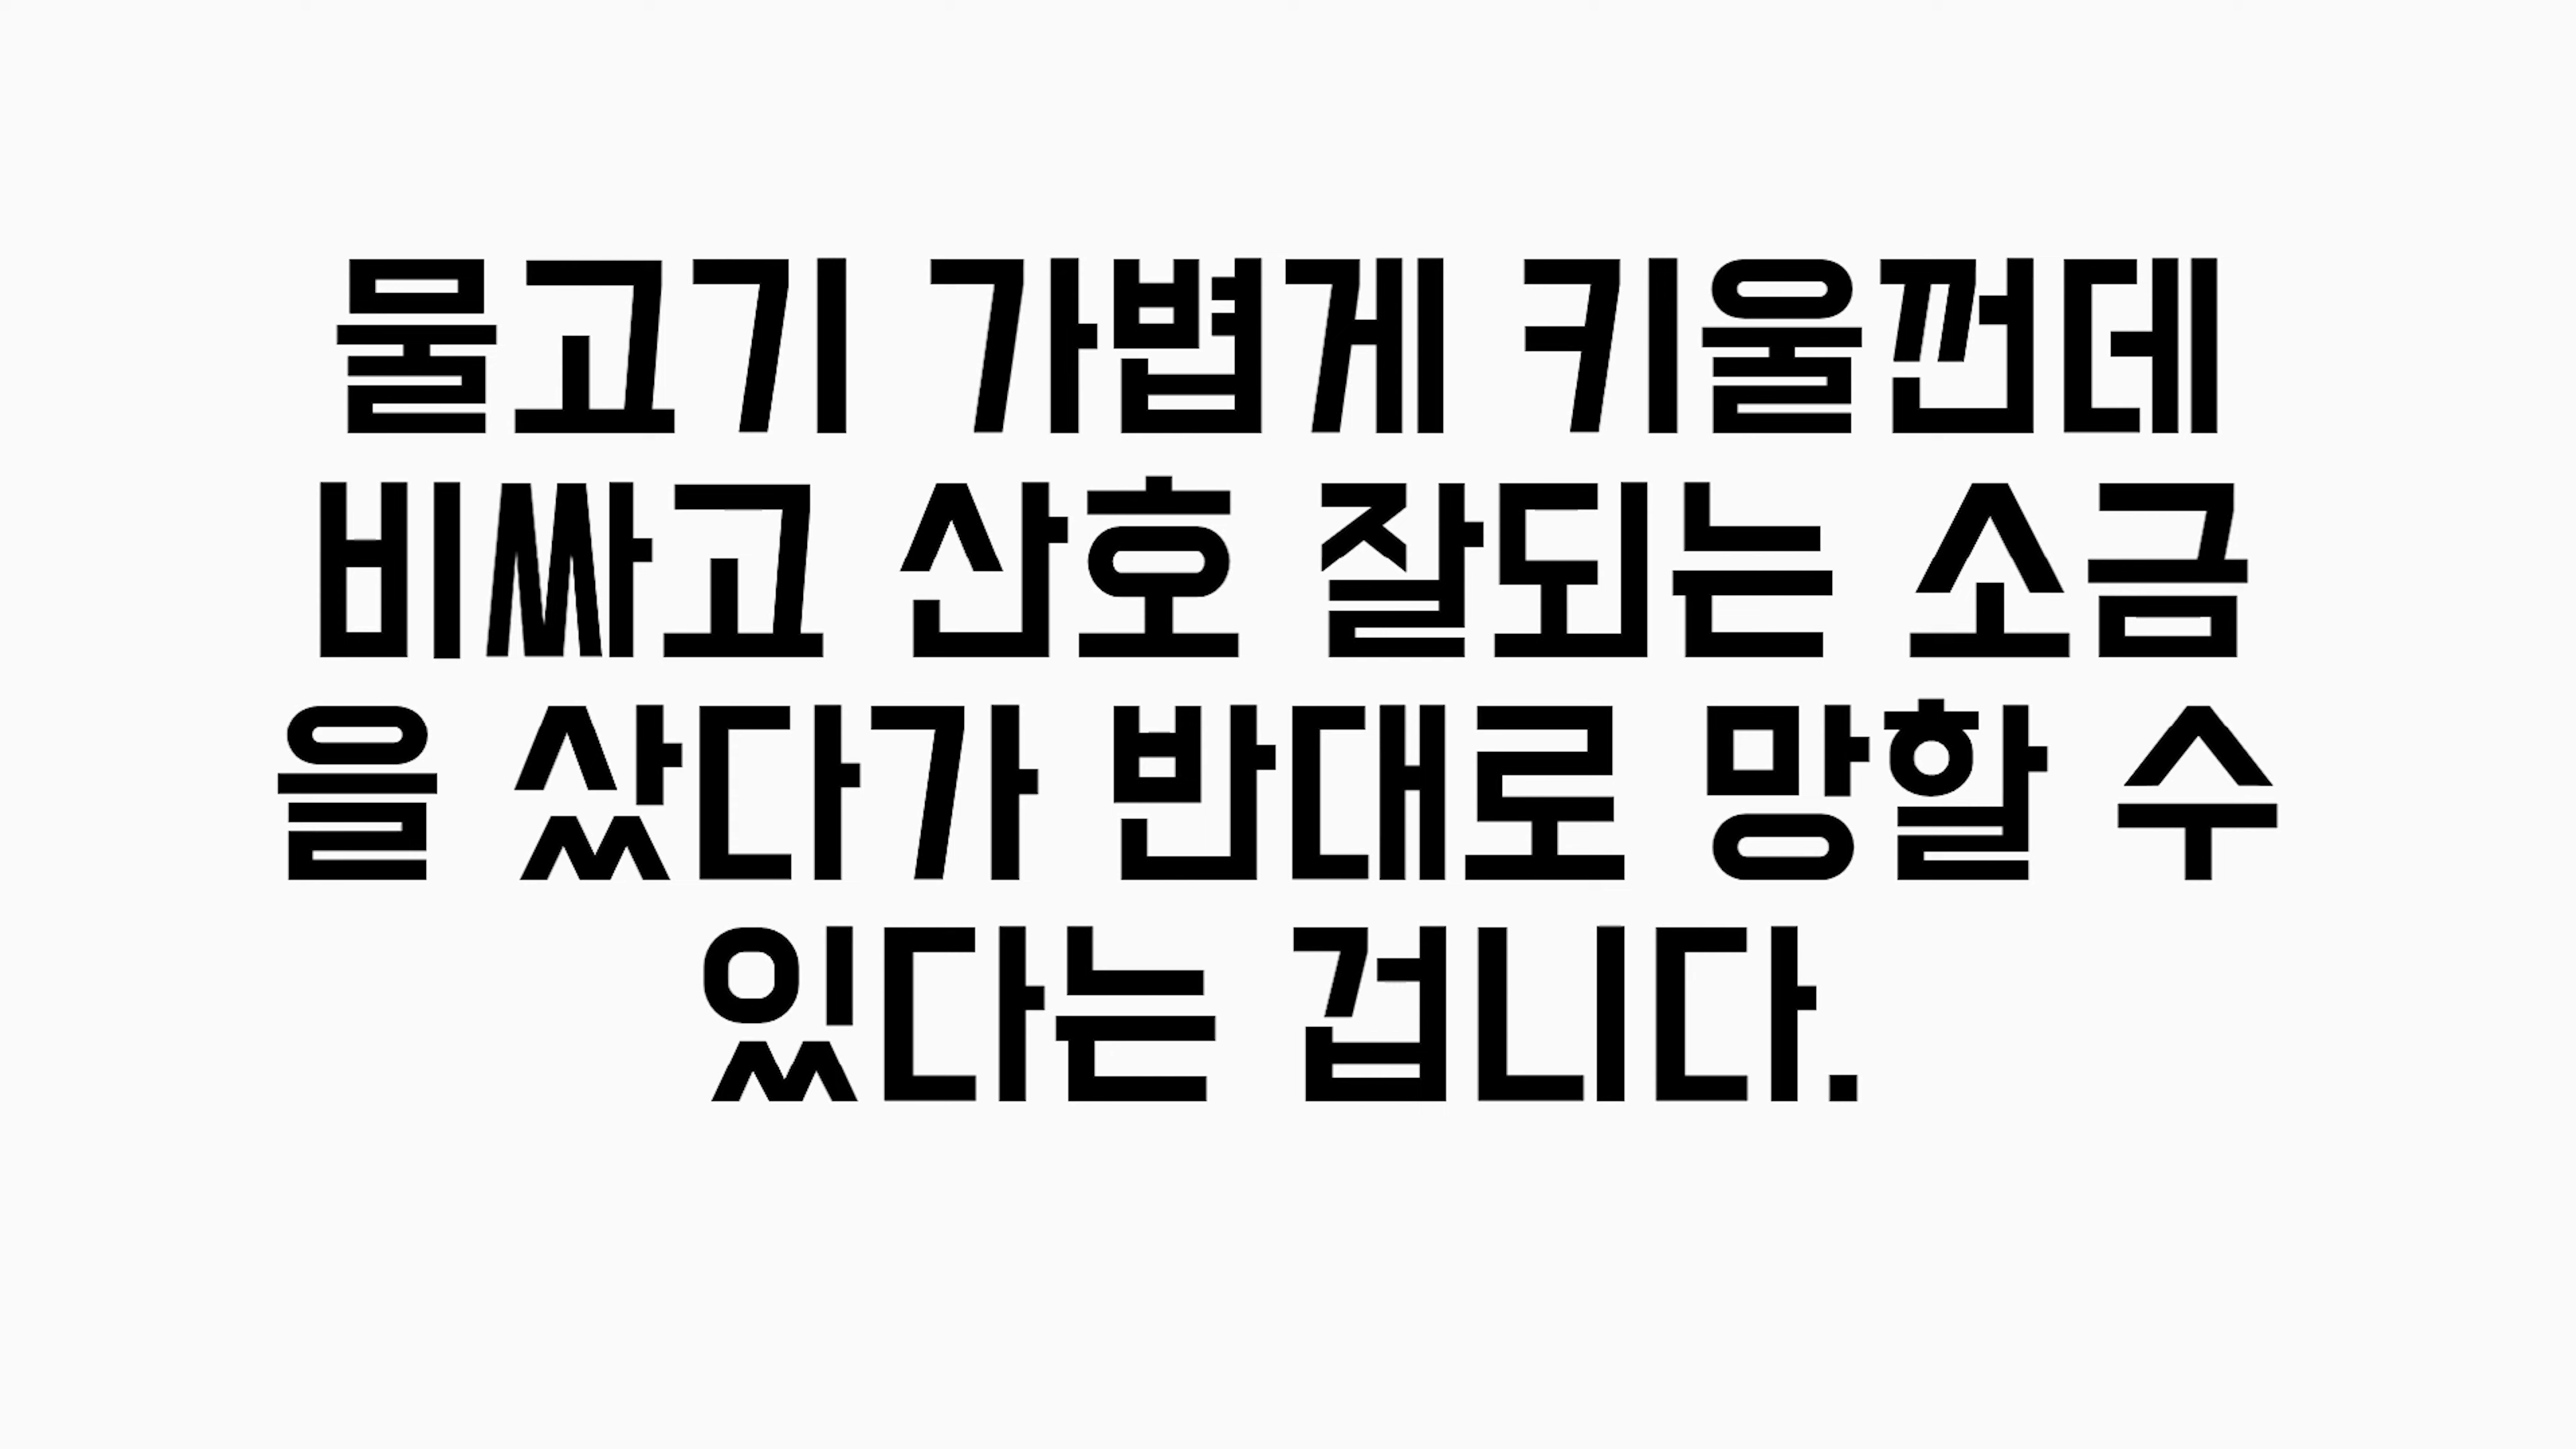 물고기 가볍게 키울껀데
비싸고 산호 잘되는 소금
을 샀다가 반대로 망할 수
있다는 겁니다.